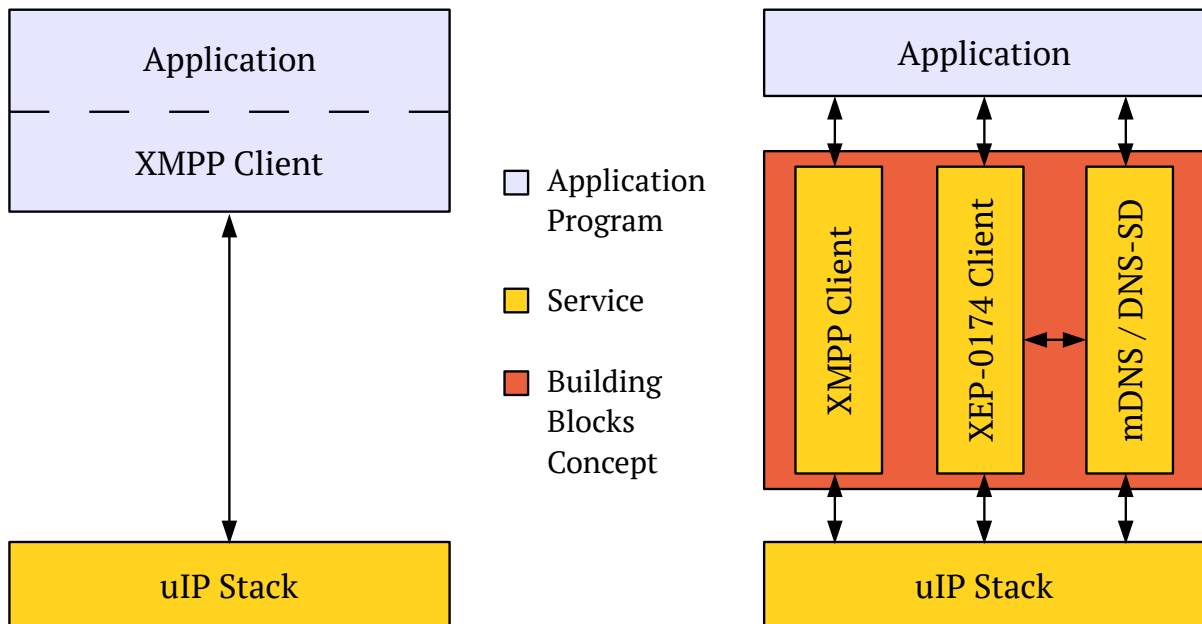 Application
XMPP Client
uIP Stack
Application
Program
Service
Building
Blocks
Concept
Application
XMPP Client
XEP-0174 Client
mDNS / DNS-SD
uIP Stack